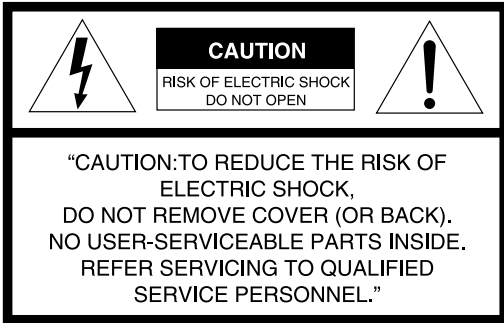 CAUTION
RISK OF ELECTRIC SHOCK
DO NOT OPEN
“CAUTION:TO REDUCE THE RISK OF
ELECTRIC SHOCK,
DO NOT REMOVE COVER (OR BACK).
NO USER-SERVICEABLE PARTS INSIDE.
REFER SERVICING TO QUALIFIED
SERVICE PERSONNEL.”